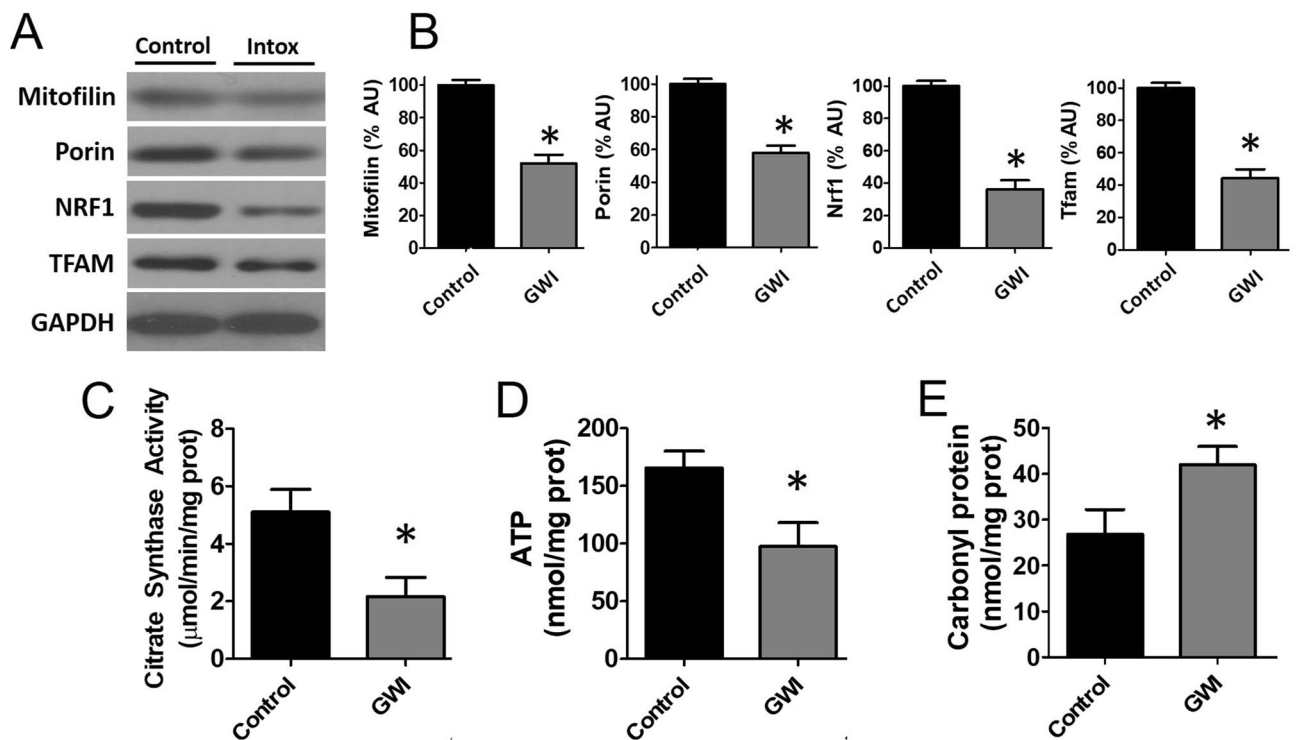 A
Control Intox
Mitofilin
Porin
NRF1
TFAM
GAPDH
B
Mitofilin (% AU)
100
80
60
40
20
0
*
Control
GWI
Porin (% AU)
100
80
60
40
20
0
*
Control
GWI
Nrf1 (% AU)
100
80
60
40
20
0
*
Control
GWI
Tfam (% AU)
100
80
60
40
20
0
*
Control
GWI
C
Citrate Synthase Activity
(μmol/min/mg prot)
8
6
4
2
0
*
Control
GWI
D
ATP
(nmol/mg prot)
200
150
100
50
0
*
Control
GWI
E
Carbonyl protein
(nmol/mg prot)
50
40
30
20
10
0
*
Control
GWI